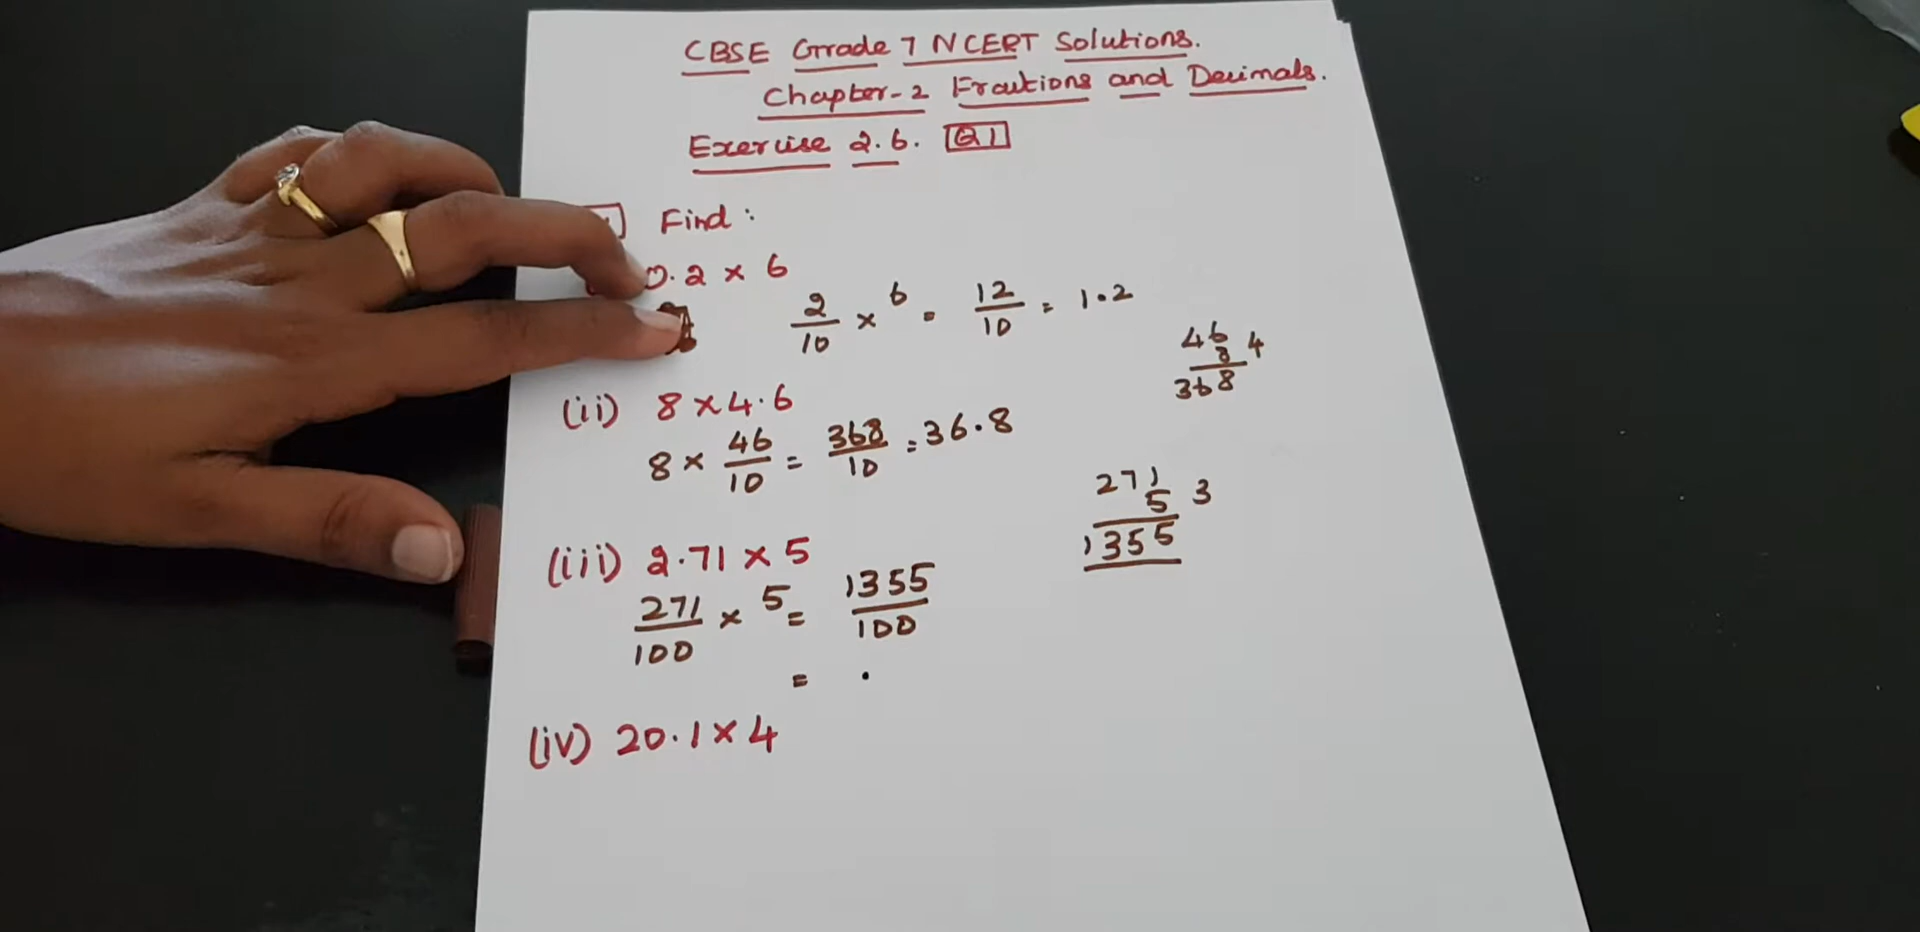 CBSE Grade 7 NCERT Solutions.
Chapter-2 Fractions and Decimals.
Exercise 2.6. Q1
Find :
0.2 × 6
2/10 × 6 = 12/10 = 1.2
46
8 4
368
(ii) 8 × 4.6
8 × 46/10 = 368/10 = 36.8
271
5 3
1355
(iii) 2.71 × 5
271/100 × 5 = 1355/100
= .
(iv) 20.1 × 4